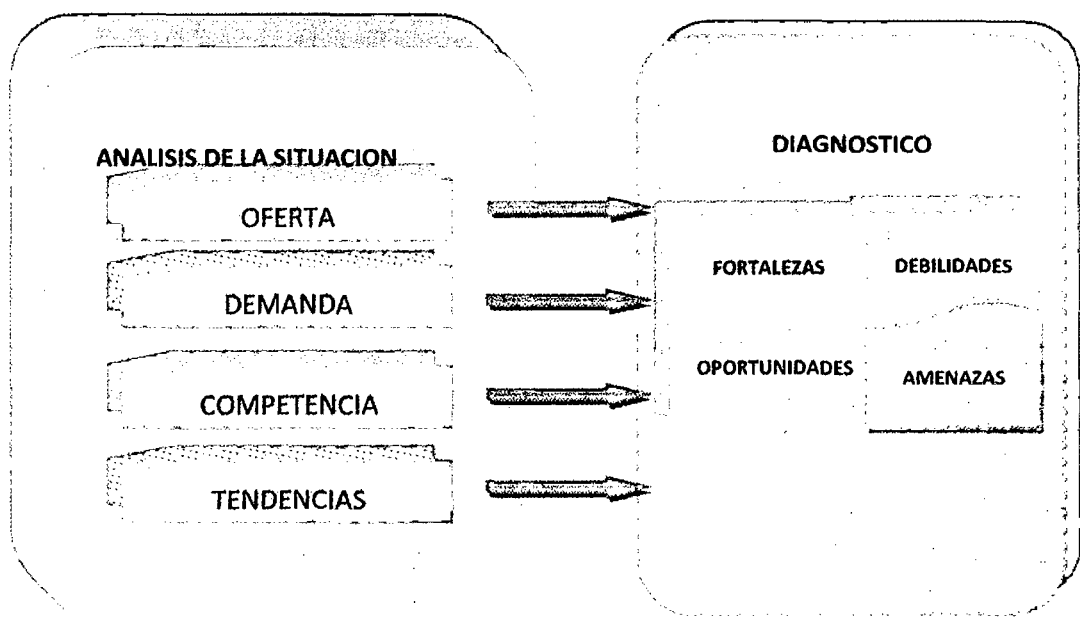 ANALISIS DE LA SITUACION
OFERTA
DEMANDA
COMPETENCIA
TENDENCIAS
DIAGNOSTICO
FORTALEZAS
DEBILIDADES
OPORTUNIDADES
AMENAZAS